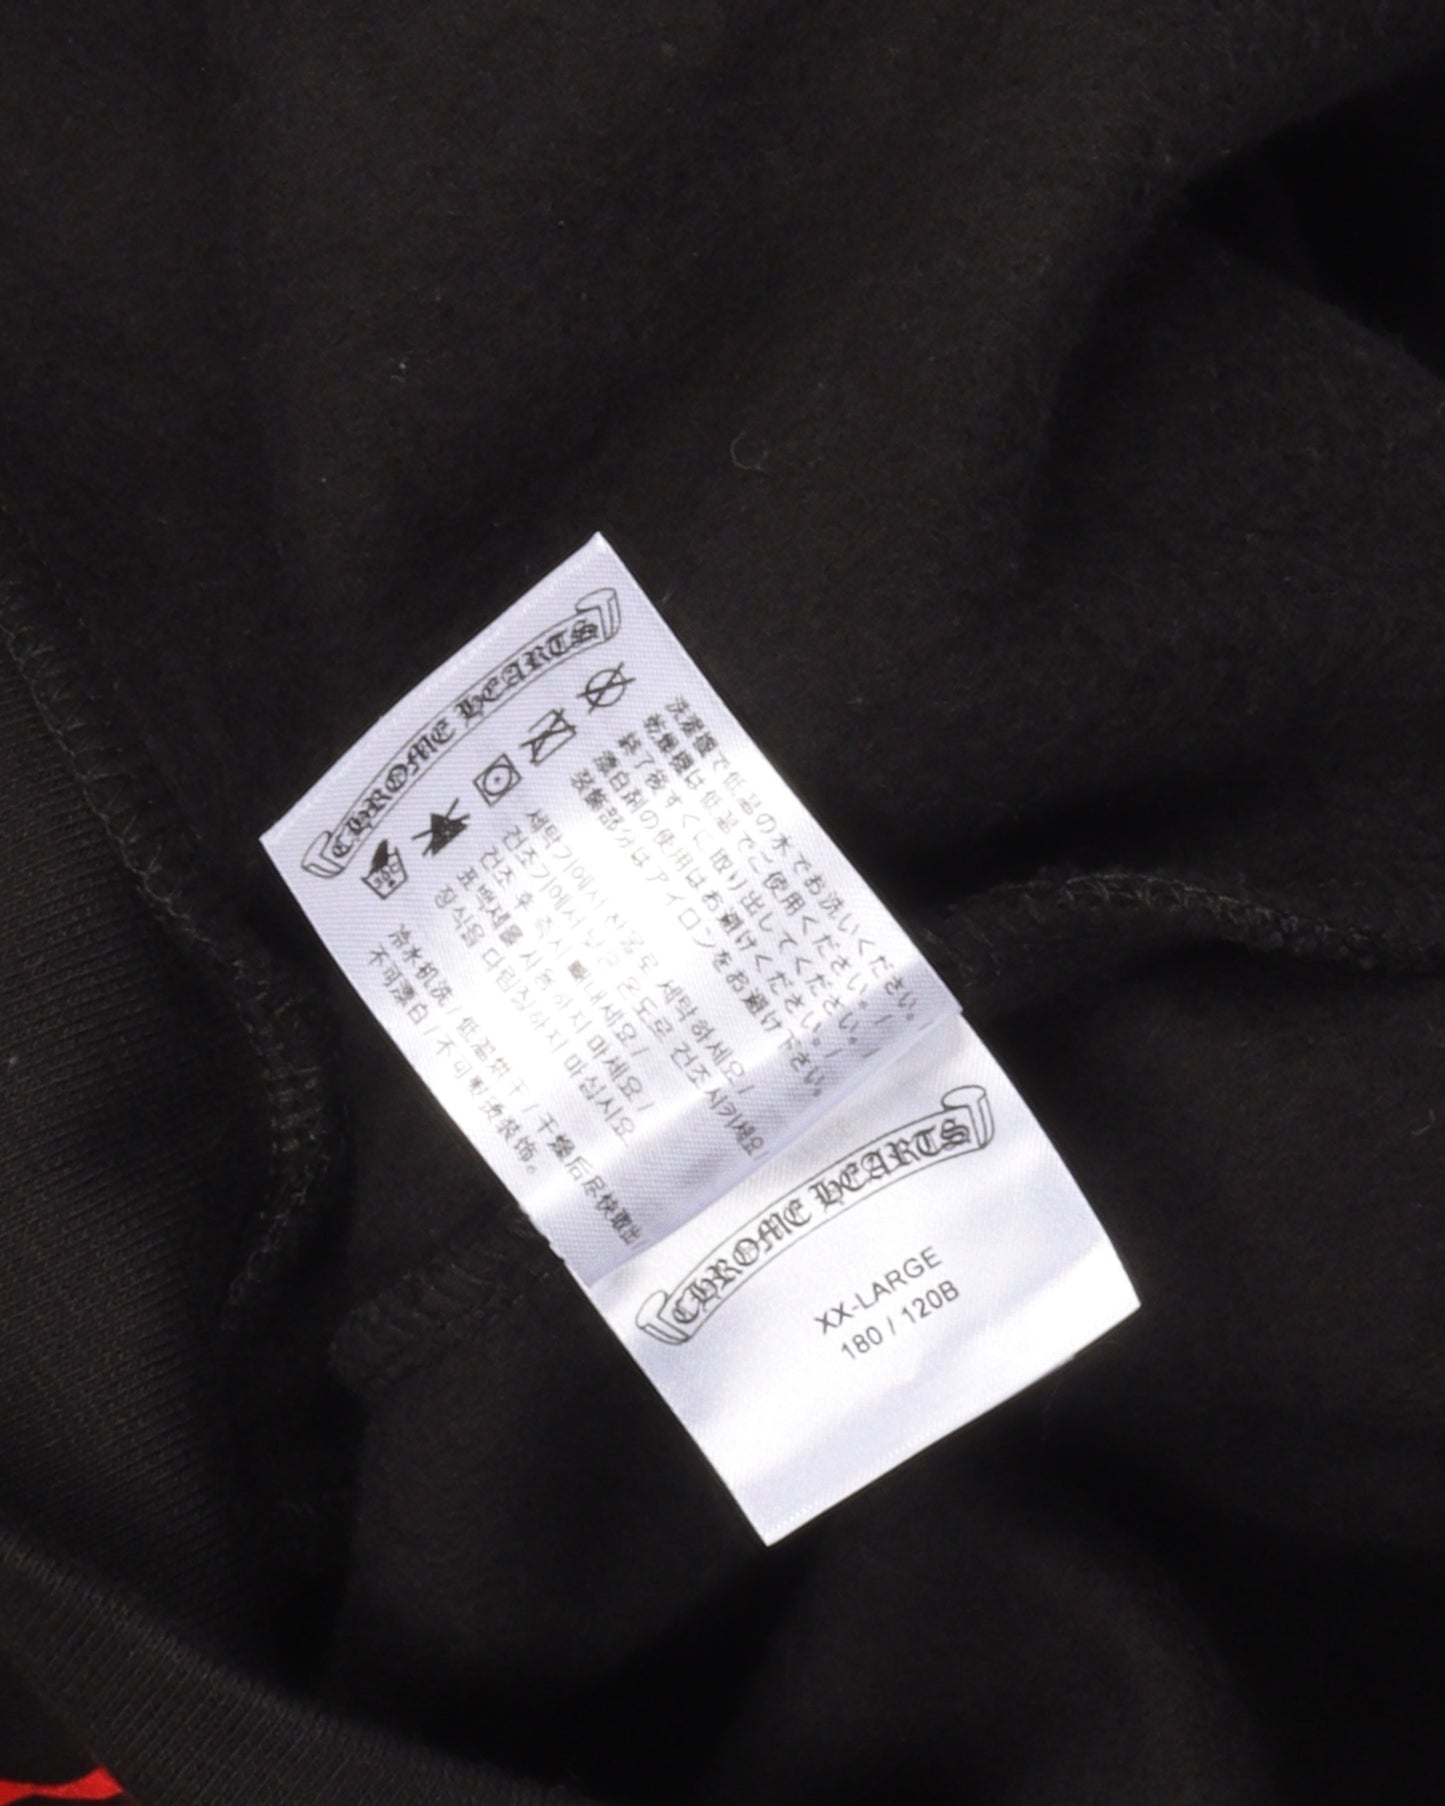 CHROME HEARTS
洗濯機で低温の水でお洗いください。/
乾燥機は低温でご使用ください。/
終了後すぐに取り出してください。/
漂白剤の使用はお避けください。/
装飾部分はアイロンをお避け下さい。
세탁기에서 찬물로 세탁하세요/
건조기에서 낮은 온도로 건조시키세요/
건조 후 즉시 꺼내세요/
표백제를 사용하지 마세요/
장식을 다림질하지 마십시오
冷水机洗/低温烘干/干燥后尽快取出
不可漂白/不可熨烫装饰。
CHROME HEARTS
XX-LARGE
180 / 120B